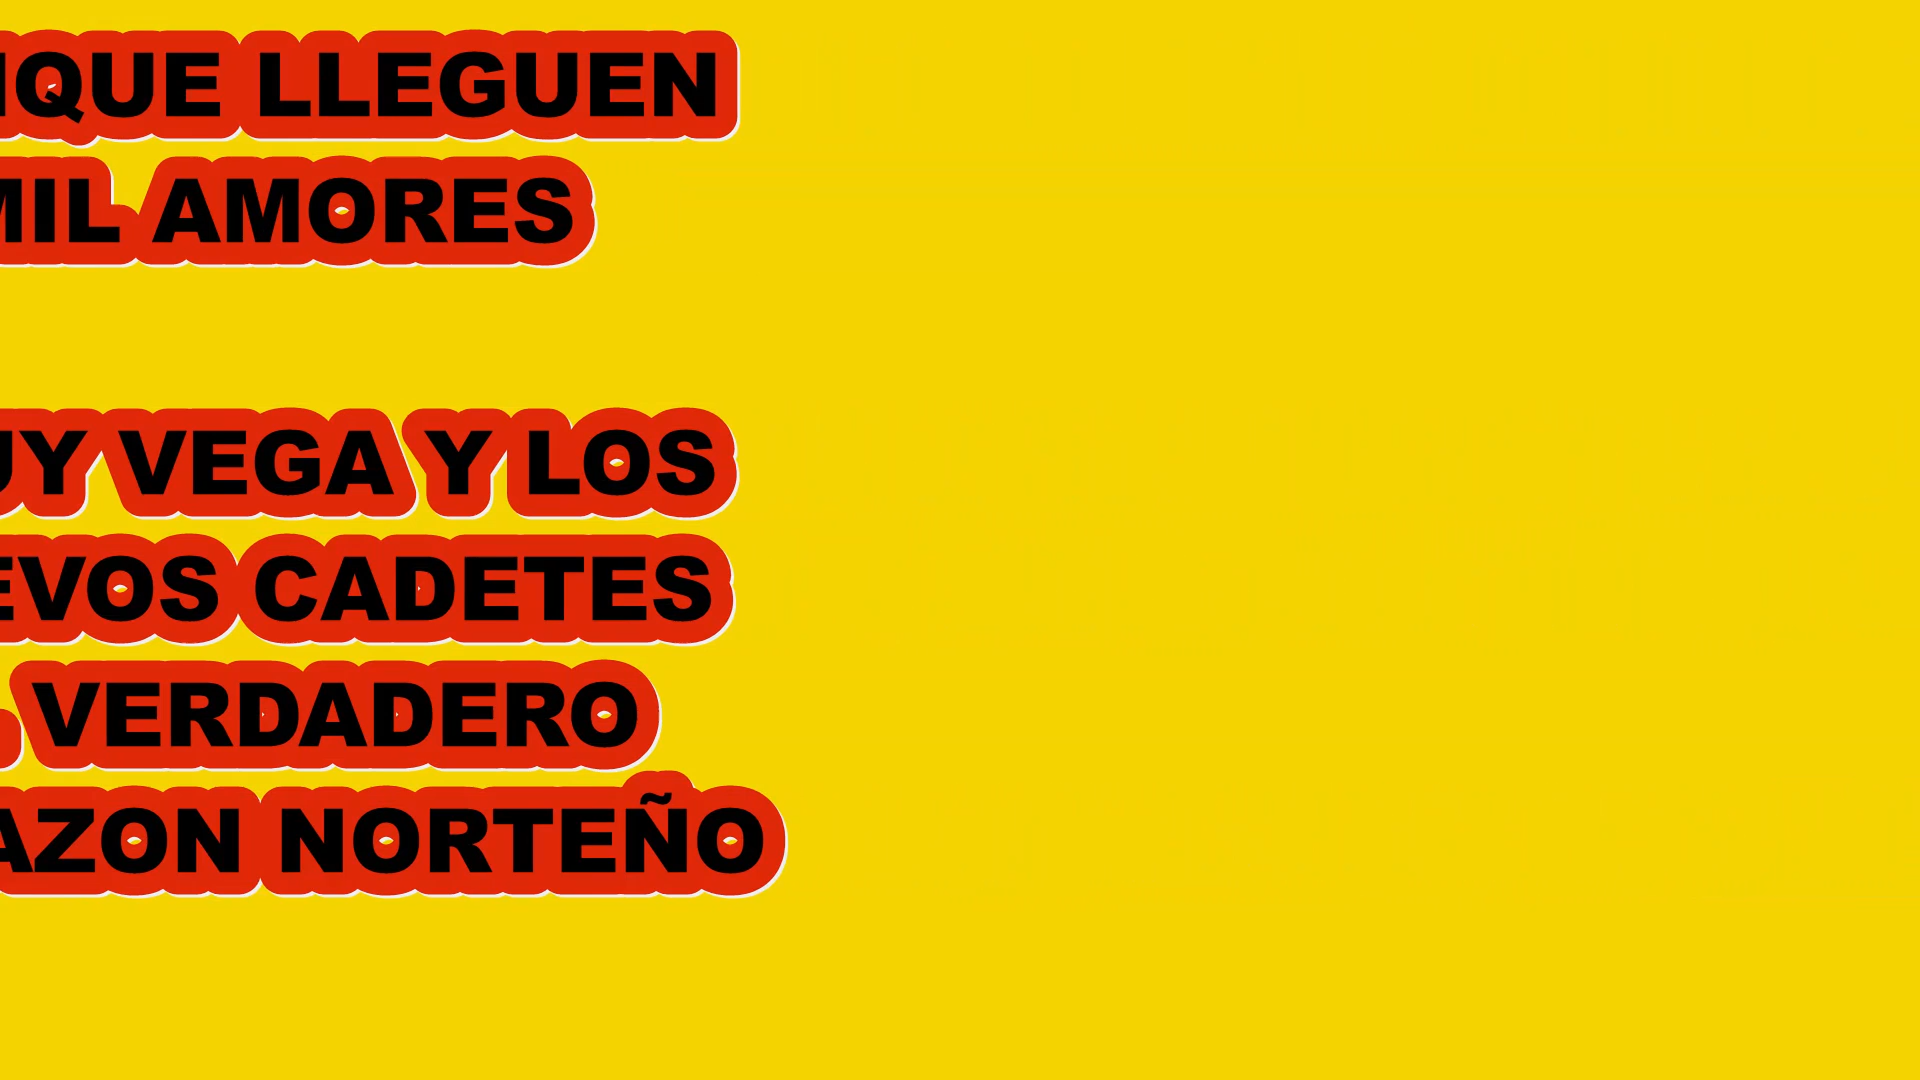 QUE LLEGUEN
MIL AMORES
UY VEGA Y LOS
EVOS CADETES
VERDADERO
AZON NORTEÑO